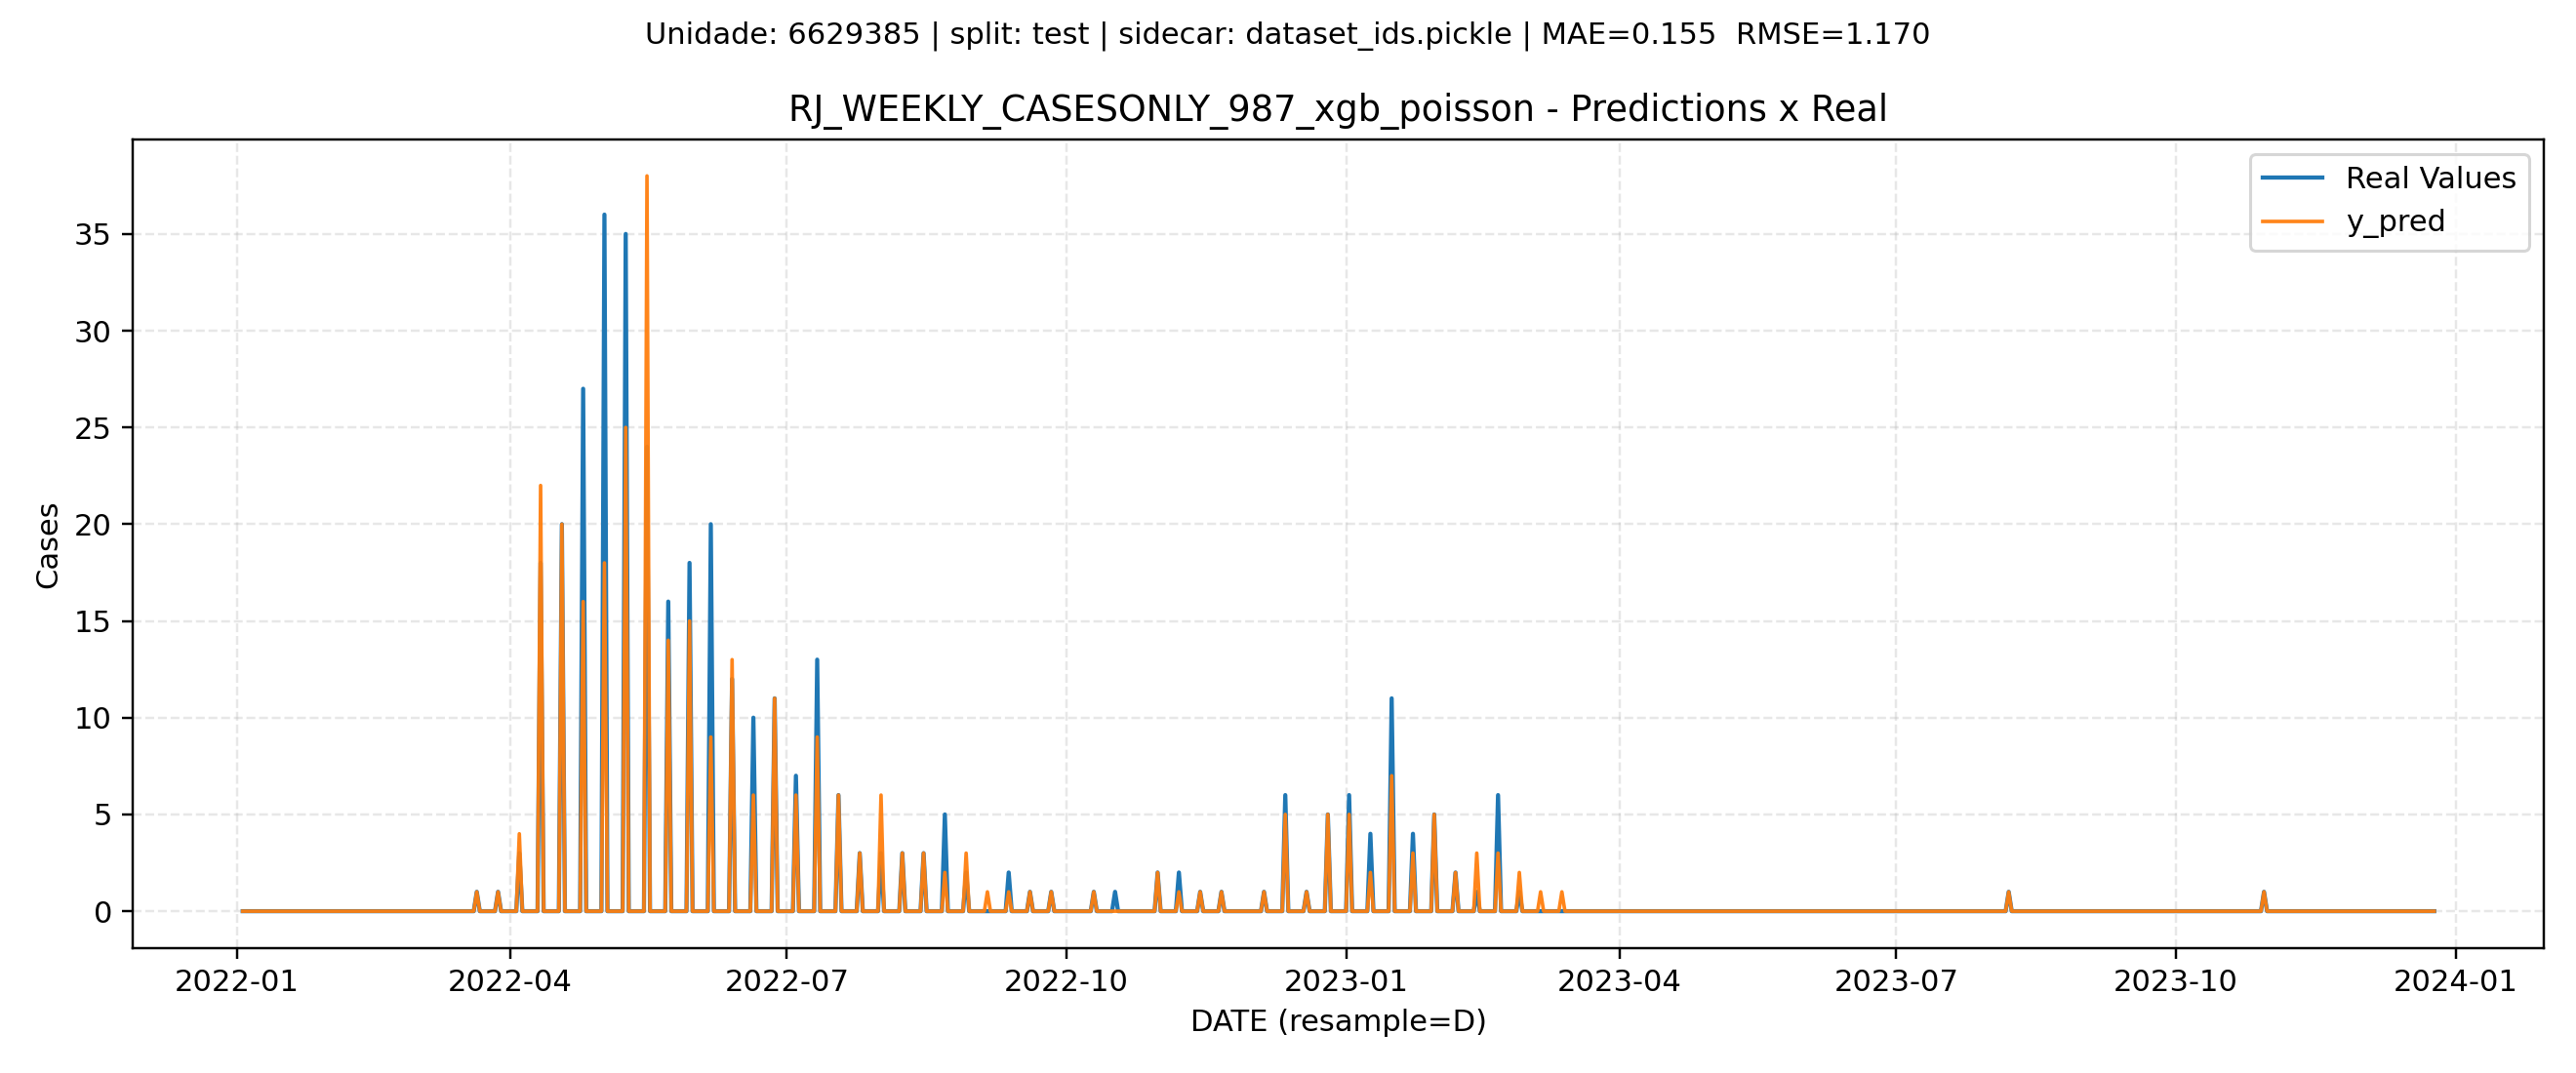 Unidade: 6629385 | split: test | sidecar: dataset_ids.pickle | MAE=0.155  RMSE=1.170
RJ_WEEKLY_CASESONLY_987_xgb_poisson - Predictions x Real
Real Values
y_pred
35
30
25
20
15
10
5
0
Cases
2022-01
2022-04
2022-07
2022-10
2023-01
2023-04
2023-07
2023-10
2024-01
DATE (resample=D)